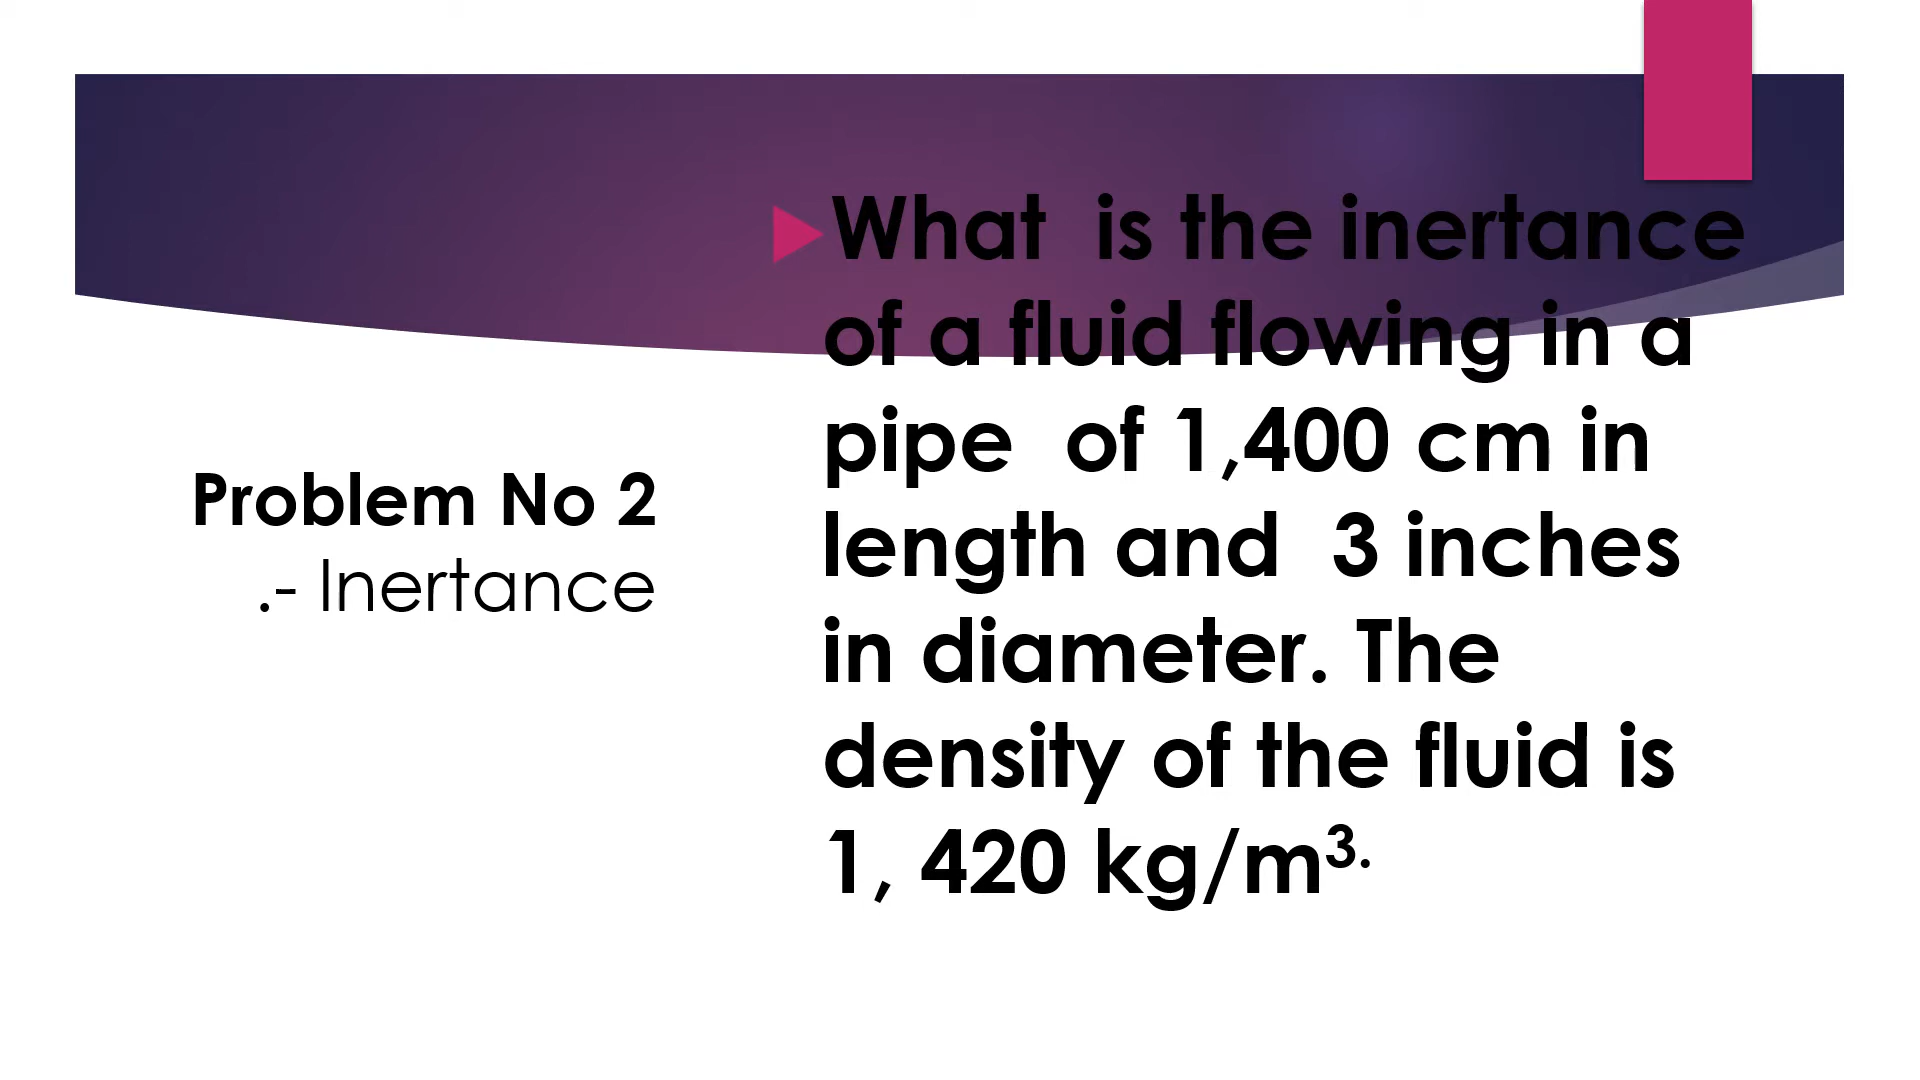 Problem No 2
.- Inertance
What  is the inertance
of a fluid flowing in a
pipe  of 1,400 cm in
length and  3 inches
in diameter. The
density of the fluid is
1, 420 kg/m³·